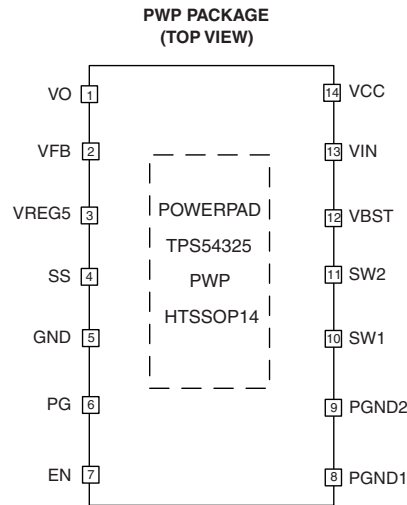 PWP PACKAGE
(TOP VIEW)
VO 1
14 VCC
VFB 2
13 VIN
VREG5 3
12 VBST
SS 4
11 SW2
GND 5
10 SW1
PG 6
9 PGND2
EN 7
8 PGND1
POWERPAD
TPS54325
PWP
HTSSOP14